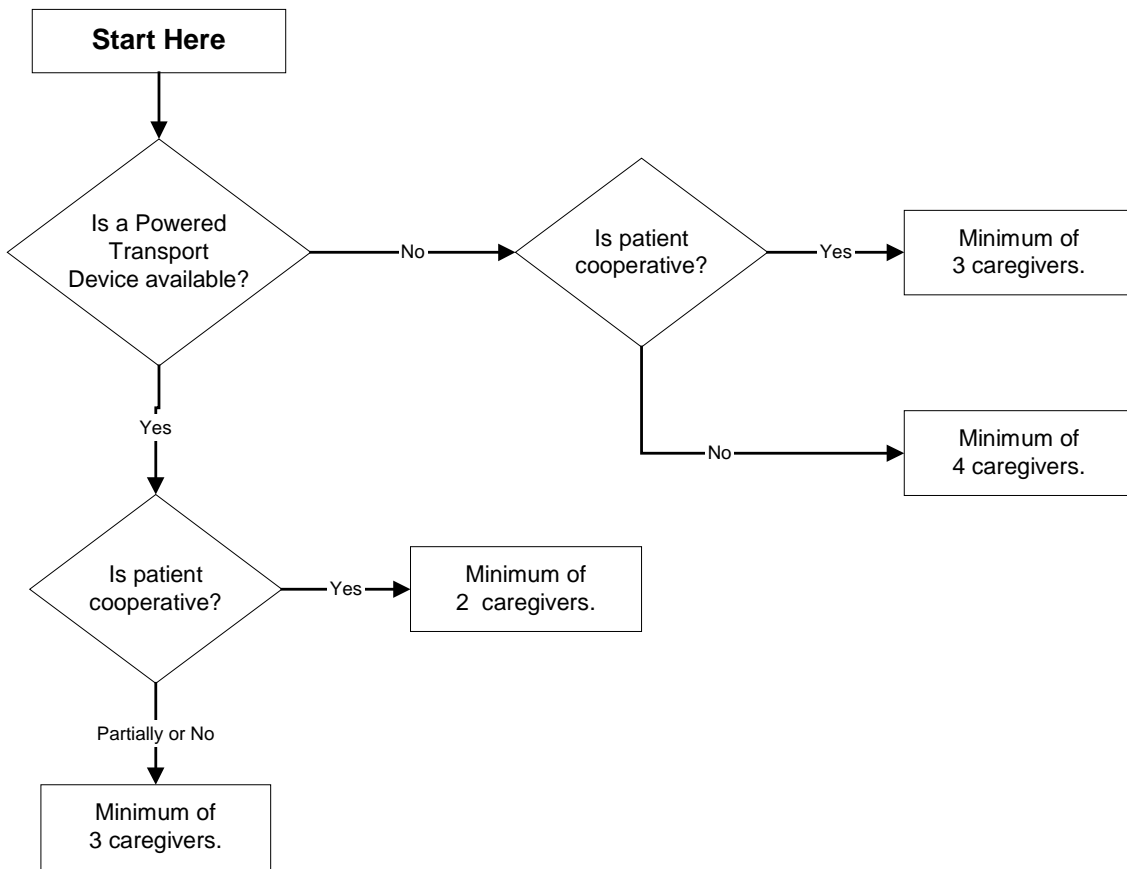 Start Here
Is a Powered
Transport
Device available?
No
Is patient
cooperative?
Yes
Minimum of
3 caregivers.
No
Minimum of
4 caregivers.
Yes
Is patient
cooperative?
Yes
Minimum of
2 caregivers.
Partially or No
Minimum of
3 caregivers.